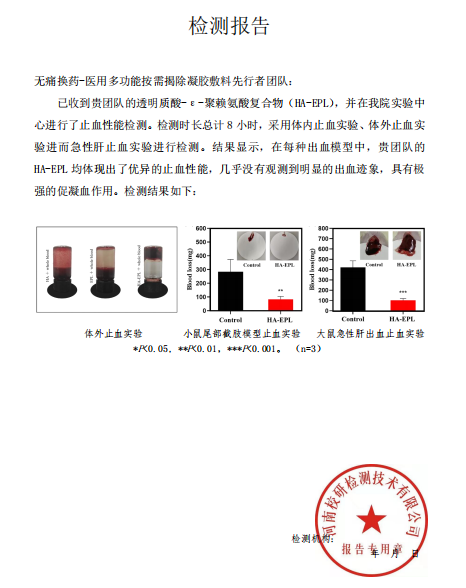 检测报告
无痛换药-医用多功能按需揭除凝胶敷料先行者团队：
已收到贵团队的透明质酸-ε-聚赖氨酸复合物（HA-EPL），并在我院实验中
心进行了止血性能检测。检测时长总计 8 小时，采用体内止血实验、体外止血实
验进而急性肝止血实验进行检测。结果显示，在每种出血模型中，贵团队的
HA-EPL 均体现出了优异的止血性能，几乎没有观测到明显的出血迹象，具有极
强的促凝血作用。检测结果如下：
HA + whole blood
EPL + whole blood
HA-EPL + whole blood
Blood loss(mg)
600
500
400
300
200
100
0
Control
HA-EPL
**
Control
HA-EPL
Blood loss(mg)
800
700
600
500
400
300
200
100
0
Control
HA-EPL
***
Control
HA-EPL
体外止血实验
小鼠尾部截肢模型止血实验
大鼠急性肝出血止血实验
*P<0.05，**P<0.01，***P<0.001。 （n=3）
河南校研检测技术有限公司
检测机构：
报告专用章
年 月 日